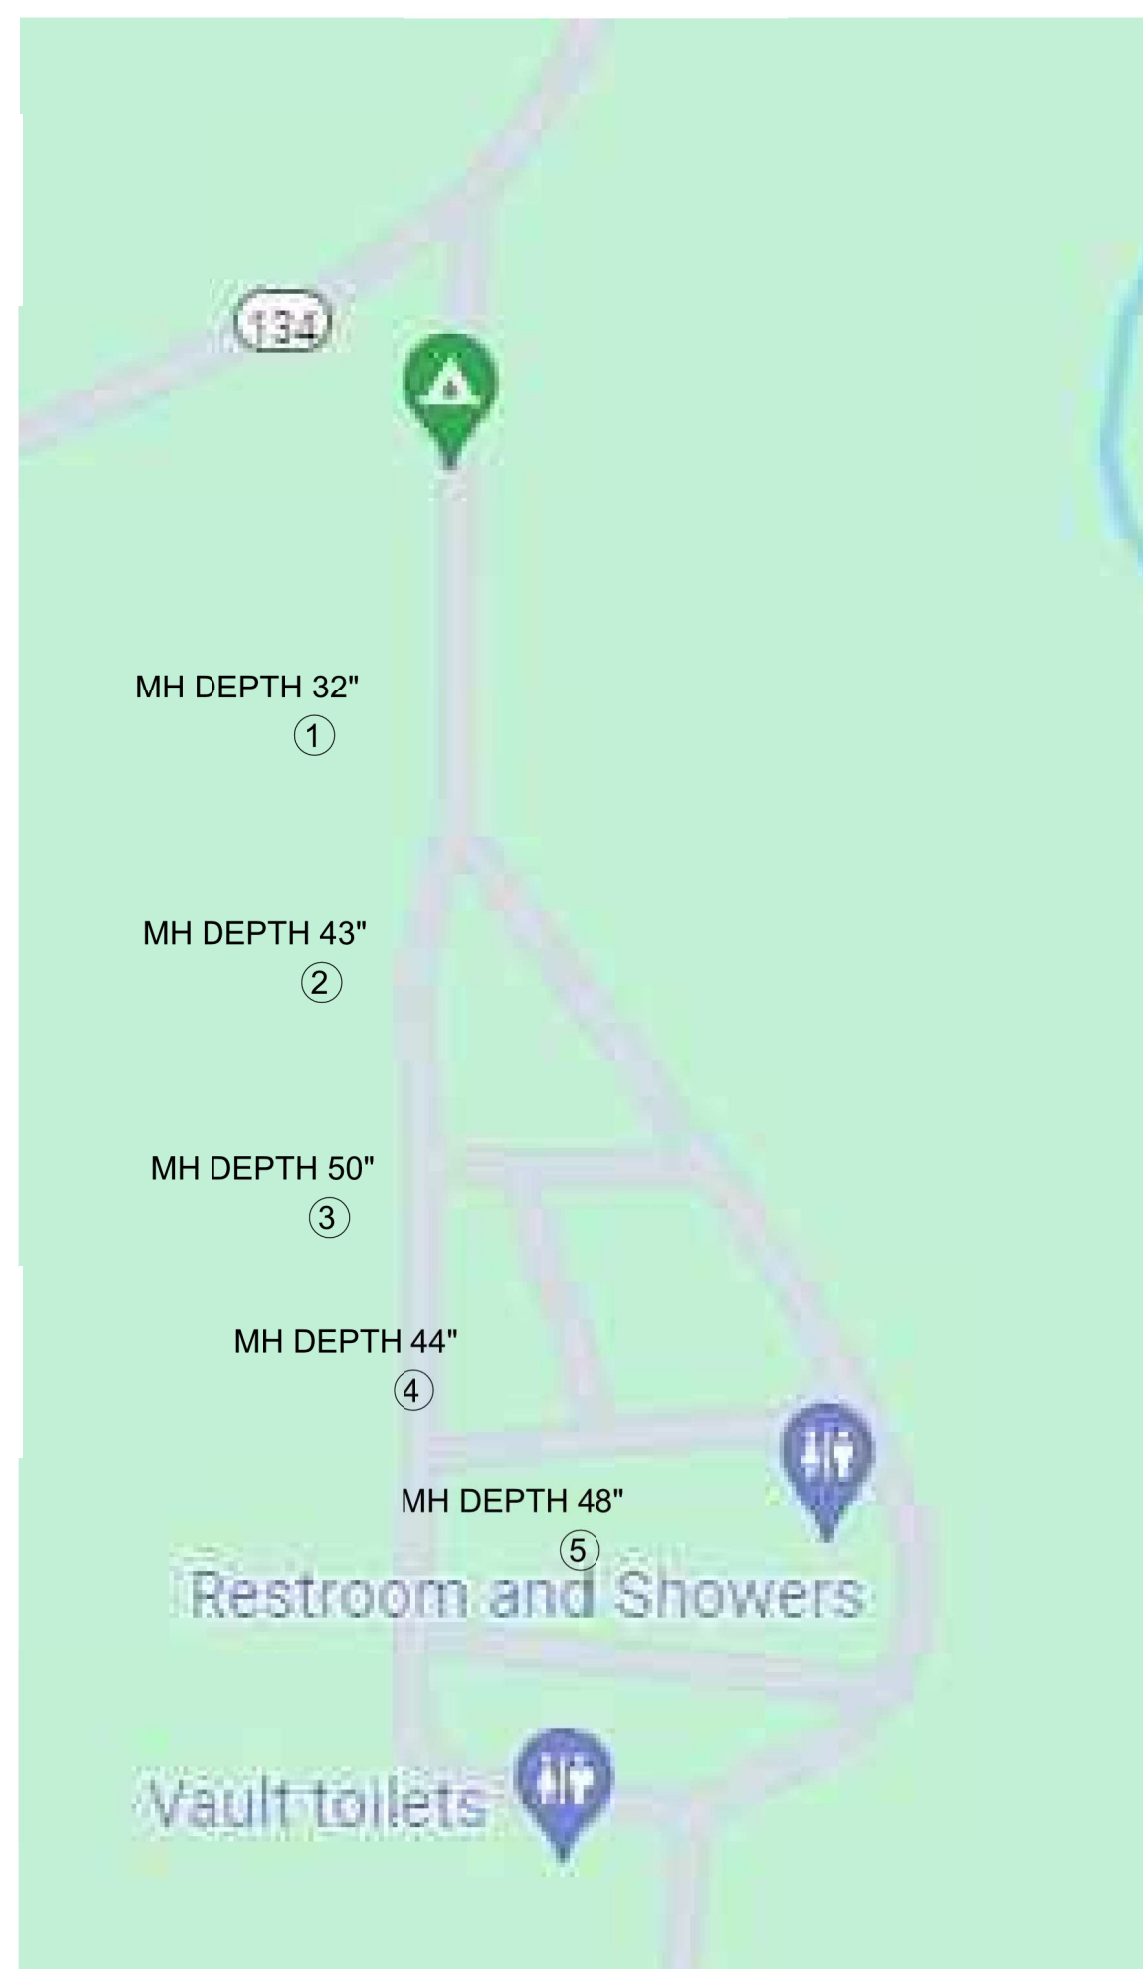 134
MH DEPTH 32"
1
MH DEPTH 43"
2
MH DEPTH 50"
3
MH DEPTH 44"
4
MH DEPTH 48"
5
Restroom and Showers
Vault toilets